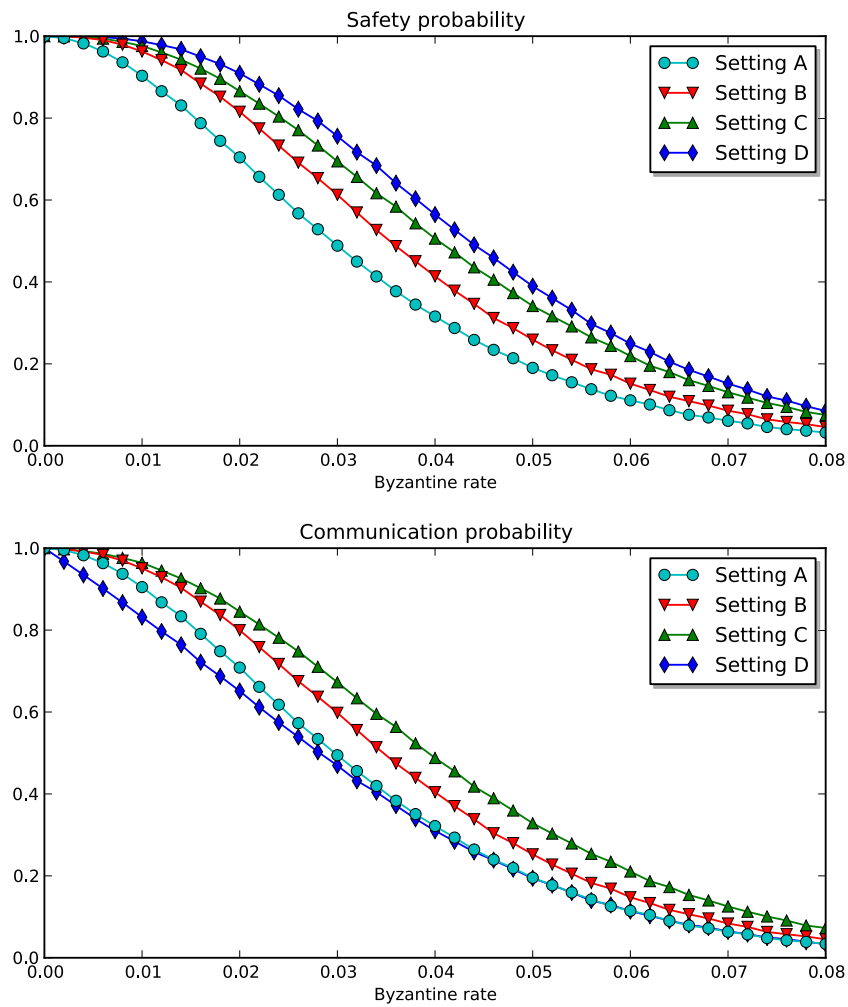 Safety probability
1.0
0.8
0.6
0.4
0.2
0.0
Setting A
Setting B
Setting C
Setting D
0.00 0.01 0.02 0.03 0.04 0.05 0.06 0.07 0.08
Byzantine rate
Communication probability
1.0
0.8
0.6
0.4
0.2
0.0
Setting A
Setting B
Setting C
Setting D
0.00 0.01 0.02 0.03 0.04 0.05 0.06 0.07 0.08
Byzantine rate